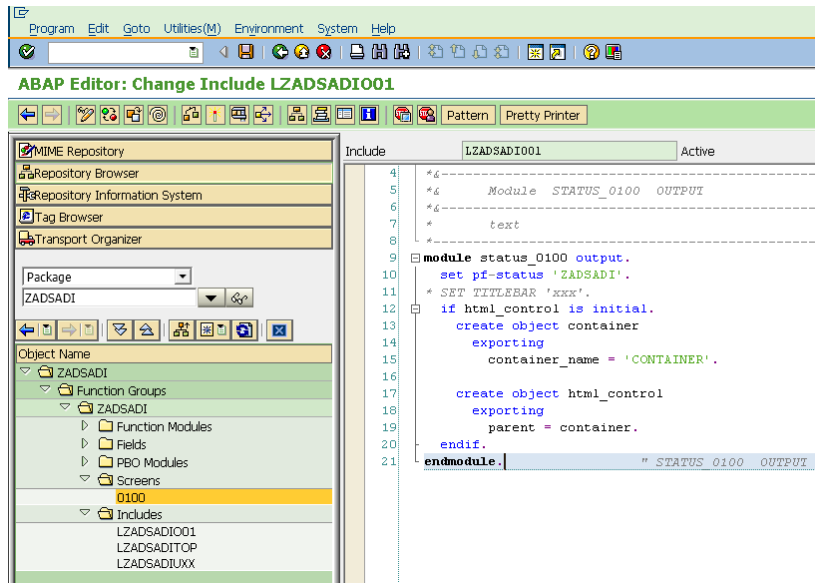 Program Edit Goto Utilities(M) Environment System Help
ABAP Editor: Change Include LZADSADIO01
Pattern Pretty Printer
MIME Repository
Repository Browser
Repository Information System
Tag Browser
Transport Organizer
Package
ZADSADI
Object Name
ZADSADI
Function Groups
ZADSADI
Function Modules
Fields
PBO Modules
Screens
0100
Includes
LZADSADIO01
LZADSADITOP
LZADSADIUXX
Include LZADSADIO01 Active
4 *&---------------------------------------------------
5 *& Module STATUS_0100 OUTPUT
6 *&---------------------------------------------------
7 * text
8 *----------------------------------------------------
9 module status_0100 output.
10 set pf-status 'ZADSADI'.
11 * SET TITLEBAR 'xxx'.
12 if html_control is initial.
13 create object container
14 exporting
15 container_name = 'CONTAINER'.
16
17 create object html_control
18 exporting
19 parent = container.
20 endif.
21 endmodule. " STATUS_0100 OUTPUT